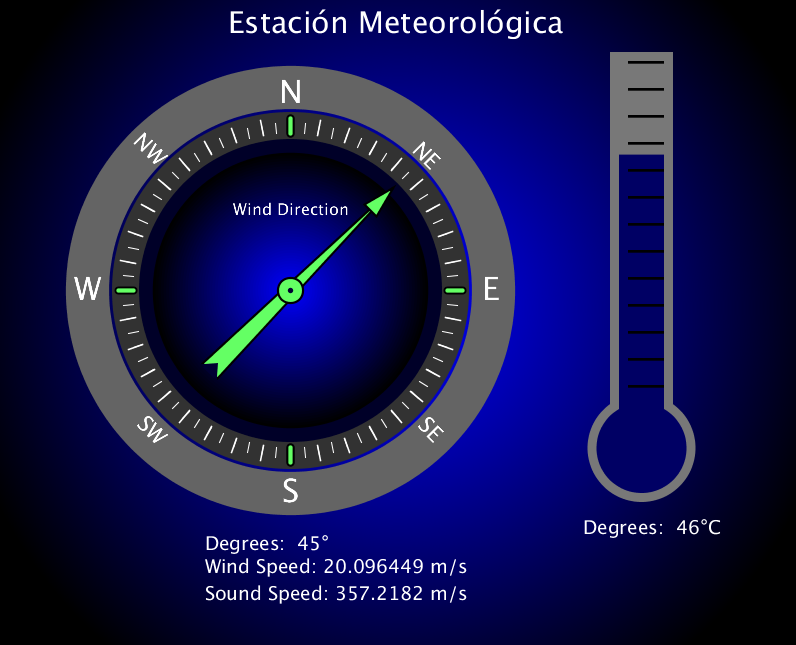 Estación Meteorológica
N
NW
NE
Wind Direction
W
E
SW
SE
S
Degrees: 46°C
Degrees: 45°
Wind Speed: 20.096449 m/s
Sound Speed: 357.2182 m/s